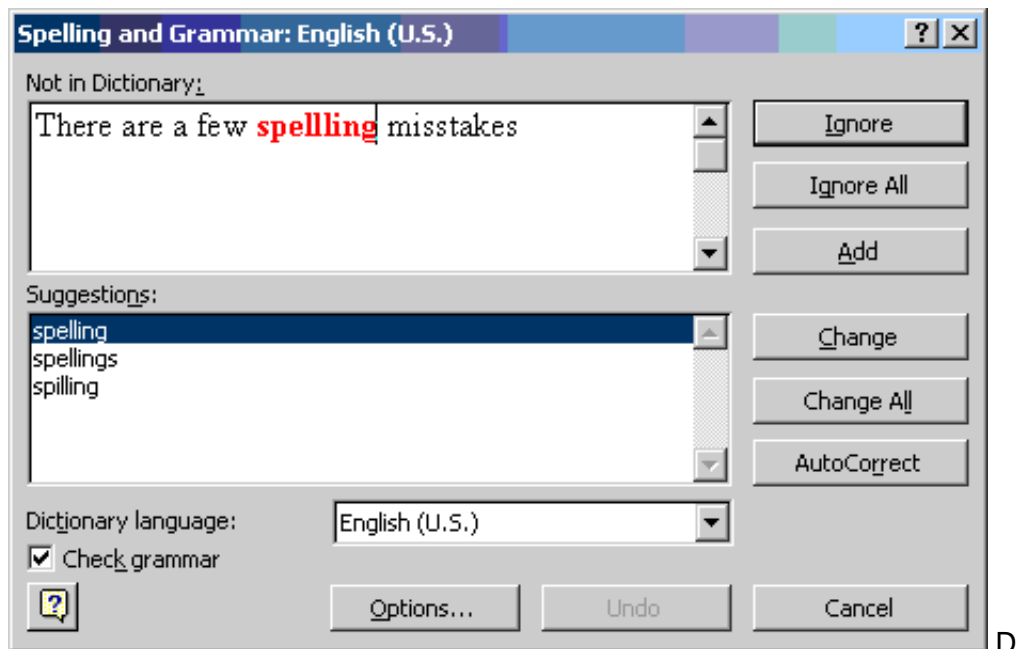 Spelling and Grammar: English (U.S.)
Not in Dictionary:
There are a few spellling misstakes
Ignore
Ignore All
Add
Suggestions:
spelling
spellings
spilling
Change
Change All
AutoCorrect
Dictionary language: English (U.S.)
Check grammar
Options... Undo Cancel
D